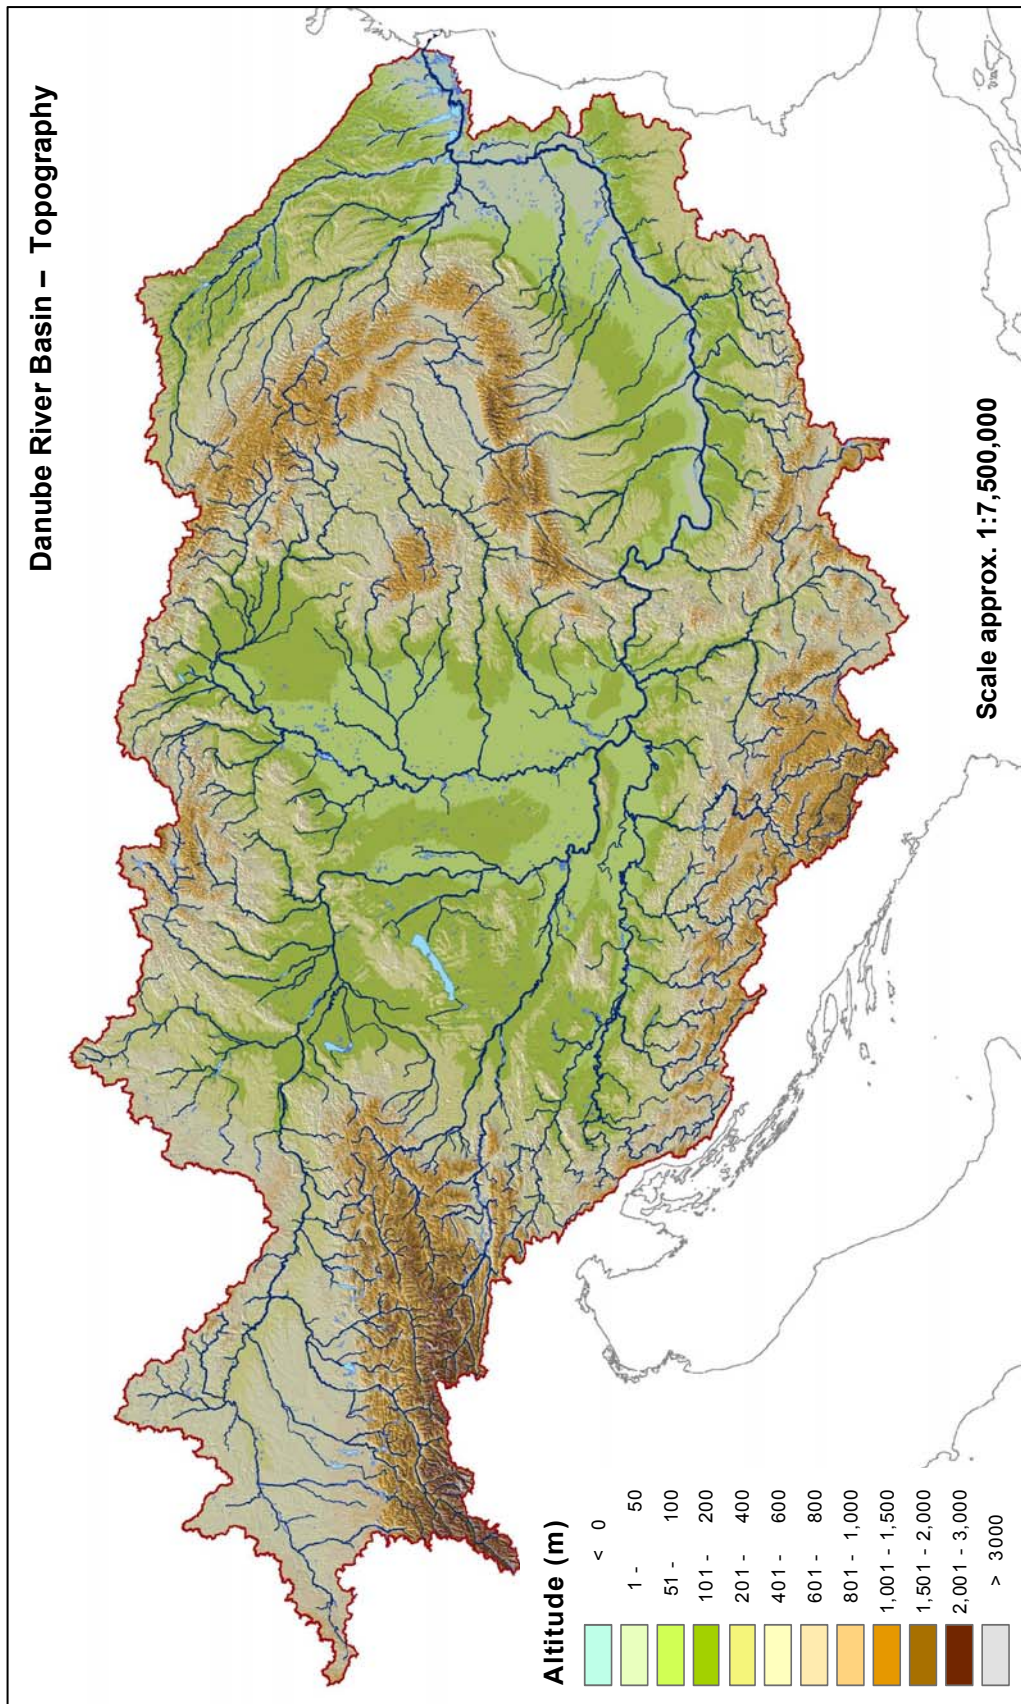 Danube River Basin – Topography
Scale approx. 1:7,500,000
Altitude (m)
< 0
1 - 50
51 - 100
101 - 200
201 - 400
401 - 600
601 - 800
801 - 1,000
1,001 - 1,500
1,501 - 2,000
2,001 - 3,000
> 3000